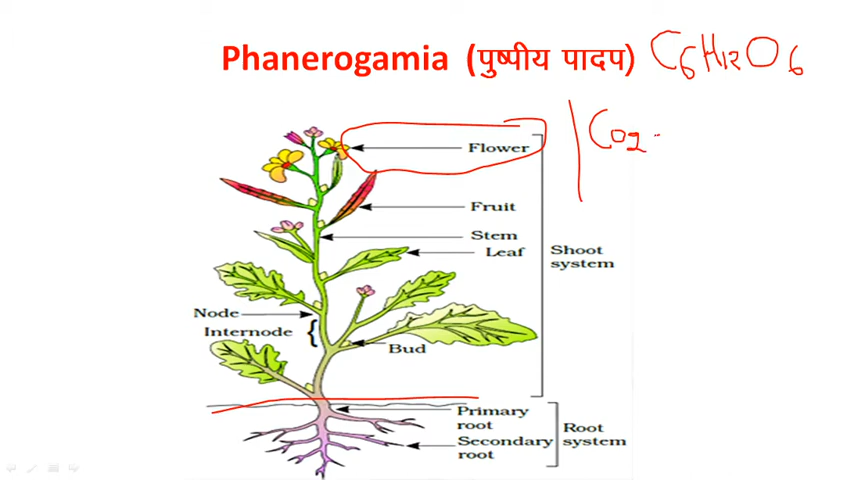 Phanerogamia (पुष्पीय पादप) C6H12O6
CO2
Flower
Fruit
Stem
Leaf
Shoot
system
Node
Internode
Bud
Primary
root
Secondary
root
Root
system